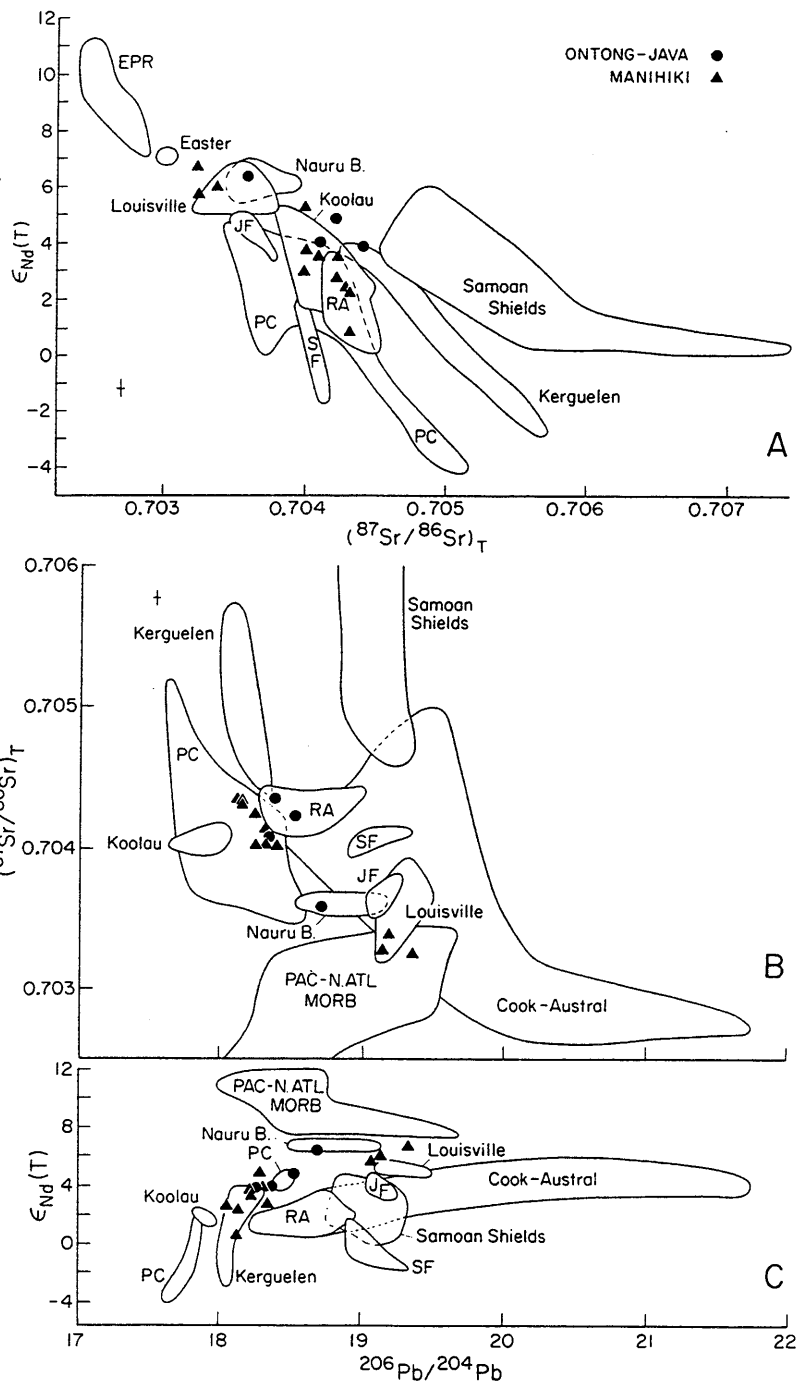 12
10
8
6
4
2
0
−2
−4
εNd(T)
EPR
ONTONG-JAVA ●
MANIHIKI ▲
Easter
Nauru B.
Louisville
Koolau
JF
RA
PC
S
F
Samoan
Shields
Kerguelen
PC
A
0.703 0.704 0.705 0.706 0.707
(87Sr/86Sr)T
0.706
0.705
0.704
0.703
Sr)T
Kerguelen
Samoan
Shields
PC
RA
Koolau
SF
JF
Louisville
Nauru B.
PAC-N.ATL
MORB
Cook-Austral
B
12
8
4
0
−4
εNd(T)
PAC-N.ATL
MORB
Nauru B.
PC
Louisville
Koolau
JF
Cook-Austral
RA
Samoan Shields
PC
Kerguelen
SF
C
17 18 19 20 21 22
206Pb/204Pb